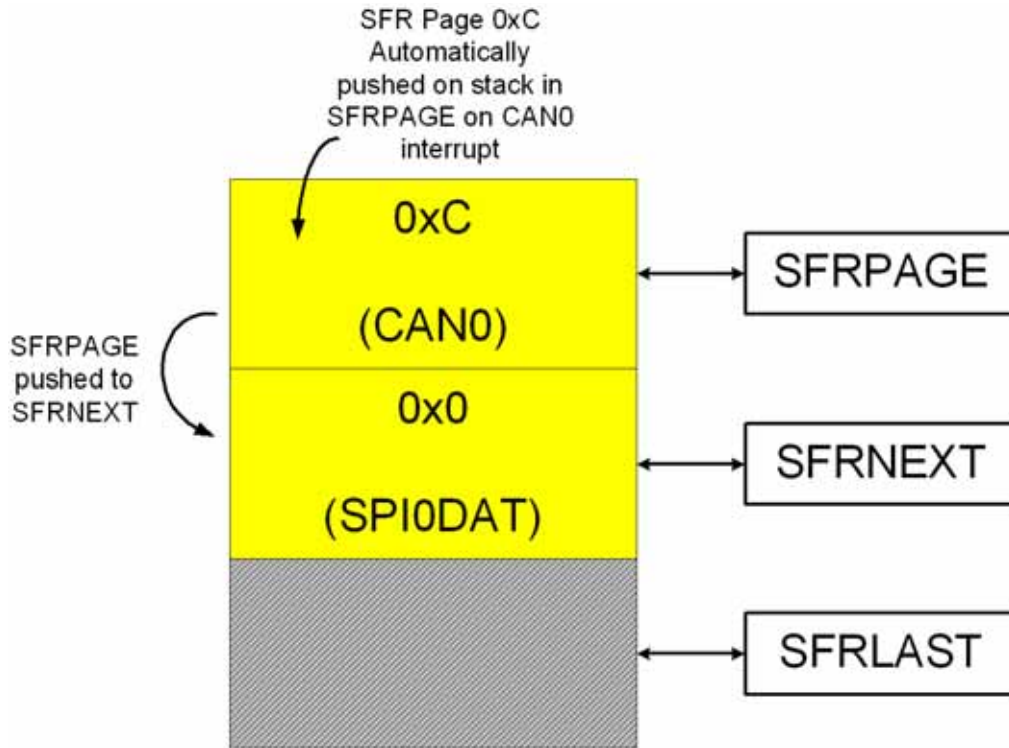 SFR Page 0xC
Automatically
pushed on stack in
SFRPAGE on CAN0
interrupt
0xC
(CAN0)
SFRPAGE
SFRPAGE
pushed to
SFRNEXT
0x0
(SPI0DAT)
SFRNEXT
SFRLAST